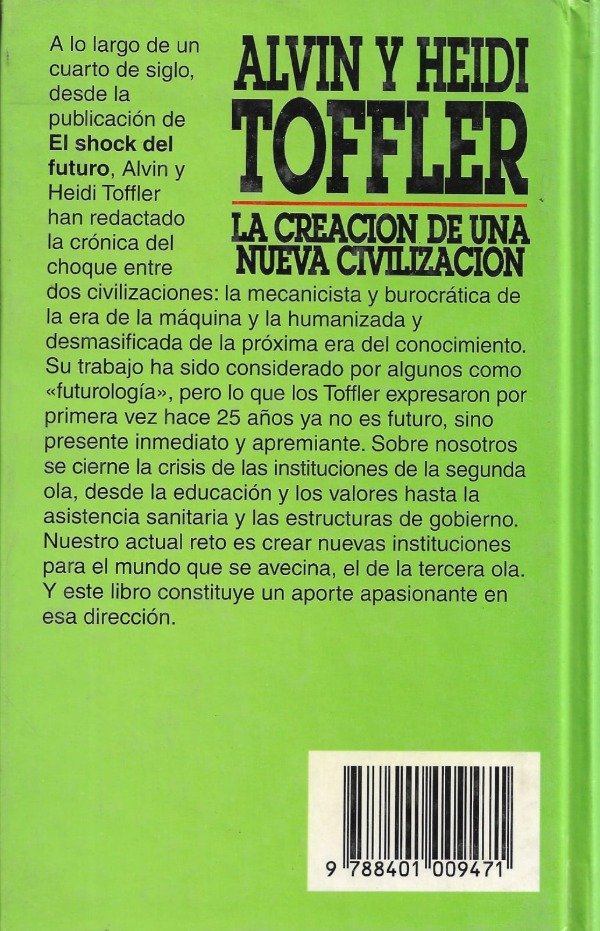 A lo largo de un
cuarto de siglo,
desde la
publicación de
El shock del
futuro, Alvin y
Heidi Toffler
han redactado
la crónica del
choque entre
ALVIN Y HEIDI
TOFFLER
LA CREACION DE UNA
NUEVA CIVILIZACION
dos civilizaciones: la mecanicista y burocrática de
la era de la máquina y la humanizada y
desmasificada de la próxima era del conocimiento.
Su trabajo ha sido considerado por algunos como
«futurología», pero lo que los Toffler expresaron por
primera vez hace 25 años ya no es futuro, sino
presente inmediato y apremiante. Sobre nosotros
se cierne la crisis de las instituciones de la segunda
ola, desde la educación y los valores hasta la
asistencia sanitaria y las estructuras de gobierno.
Nuestro actual reto es crear nuevas instituciones
para el mundo que se avecina, el de la tercera ola.
Y este libro constituye un aporte apasionante en
esa dirección.
9 788401 009471